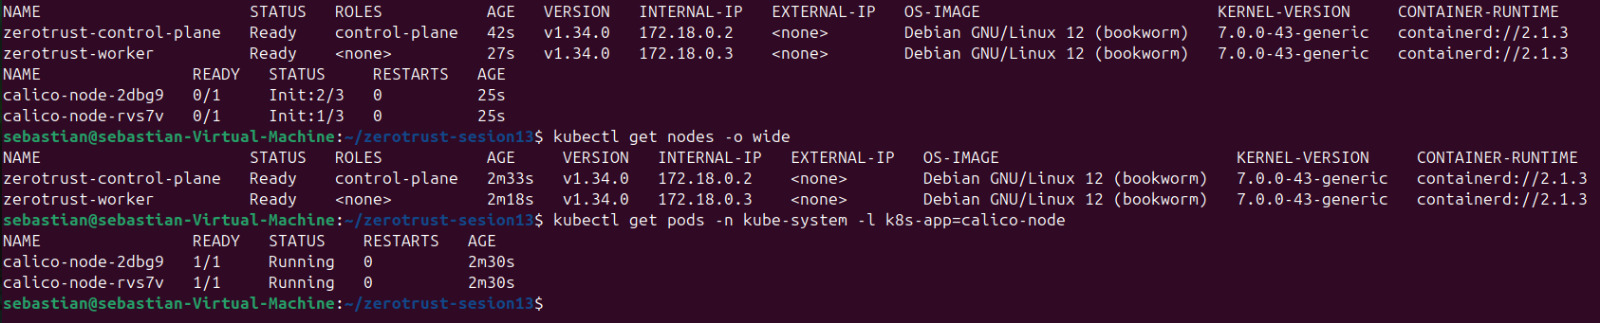 NAME                      STATUS   ROLES           AGE   VERSION   INTERNAL-IP   EXTERNAL-IP   OS-IMAGE                         KERNEL-VERSION     CONTAINER-RUNTIME
zerotrust-control-plane   Ready    control-plane   42s   v1.34.0   172.18.0.2    <none>        Debian GNU/Linux 12 (bookworm)   7.0.0-43-generic   containerd://2.1.3
zerotrust-worker          Ready    <none>          27s   v1.34.0   172.18.0.3    <none>        Debian GNU/Linux 12 (bookworm)   7.0.0-43-generic   containerd://2.1.3
NAME                READY   STATUS     RESTARTS   AGE
calico-node-2dbg9   0/1     Init:2/3   0          25s
calico-node-rvs7v   0/1     Init:1/3   0          25s
sebastian@sebastian-Virtual-Machine:~/zerotrust-sesion13$ kubectl get nodes -o wide
NAME                      STATUS   ROLES           AGE     VERSION   INTERNAL-IP   EXTERNAL-IP   OS-IMAGE                         KERNEL-VERSION     CONTAINER-RUNTIME
zerotrust-control-plane   Ready    control-plane   2m33s   v1.34.0   172.18.0.2    <none>        Debian GNU/Linux 12 (bookworm)   7.0.0-43-generic   containerd://2.1.3
zerotrust-worker          Ready    <none>          2m18s   v1.34.0   172.18.0.3    <none>        Debian GNU/Linux 12 (bookworm)   7.0.0-43-generic   containerd://2.1.3
sebastian@sebastian-Virtual-Machine:~/zerotrust-sesion13$ kubectl get pods -n kube-system -l k8s-app=calico-node
NAME                READY   STATUS    RESTARTS   AGE
calico-node-2dbg9   1/1     Running   0          2m30s
calico-node-rvs7v   1/1     Running   0          2m30s
sebastian@sebastian-Virtual-Machine:~/zerotrust-sesion13$